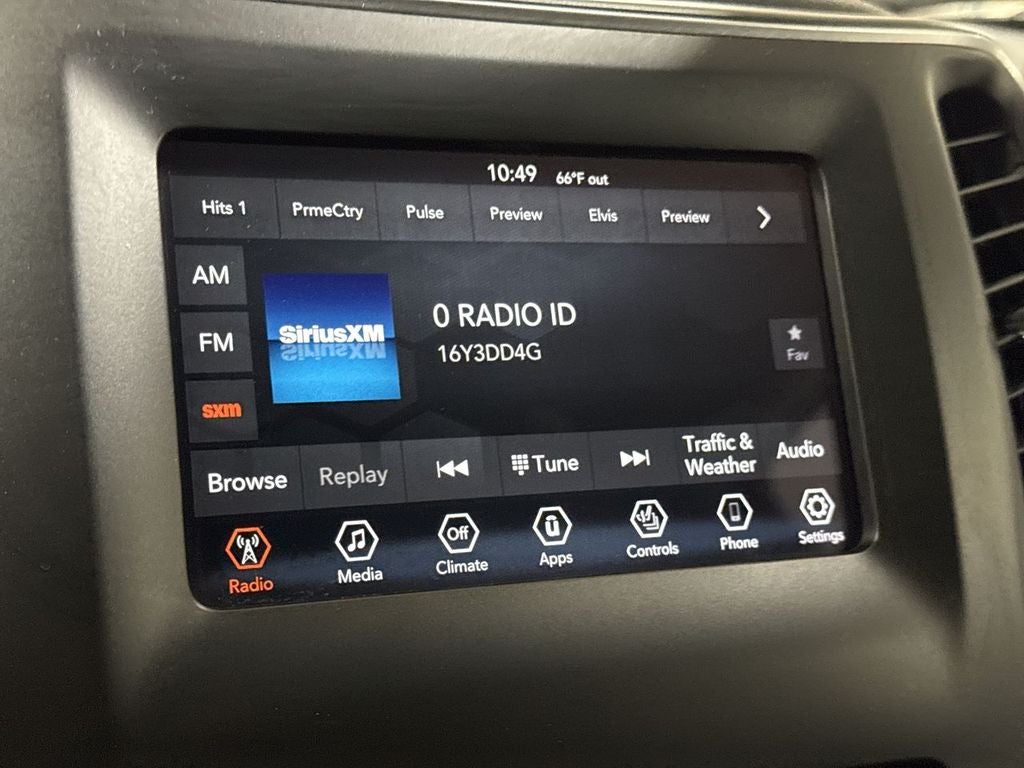 10:49 66°F out
Hits 1 PrmeCtry Pulse Preview Elvis Preview
AM
FM
sxm
SiriusXM
0 RADIO ID
16Y3DD4G
Fav
Browse Replay Tune Traffic &
Weather Audio
Off
ū
Radio Media Climate Apps Controls Phone Settings